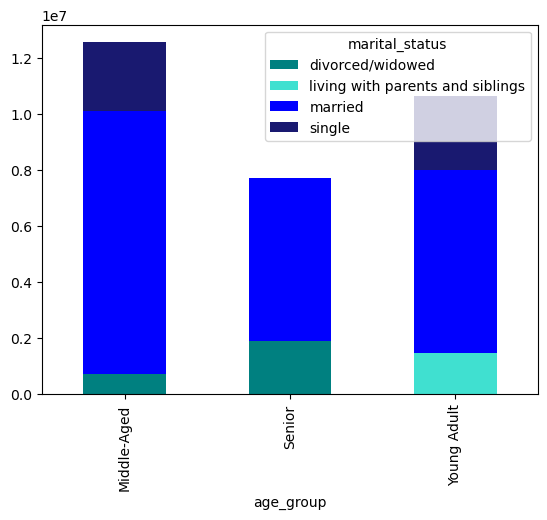 1e7
marital_status
divorced/widowed
living with parents and siblings
married
single
1.2
1.0
0.8
0.6
0.4
0.2
0.0
Middle-Aged
Senior
Young Adult
age_group